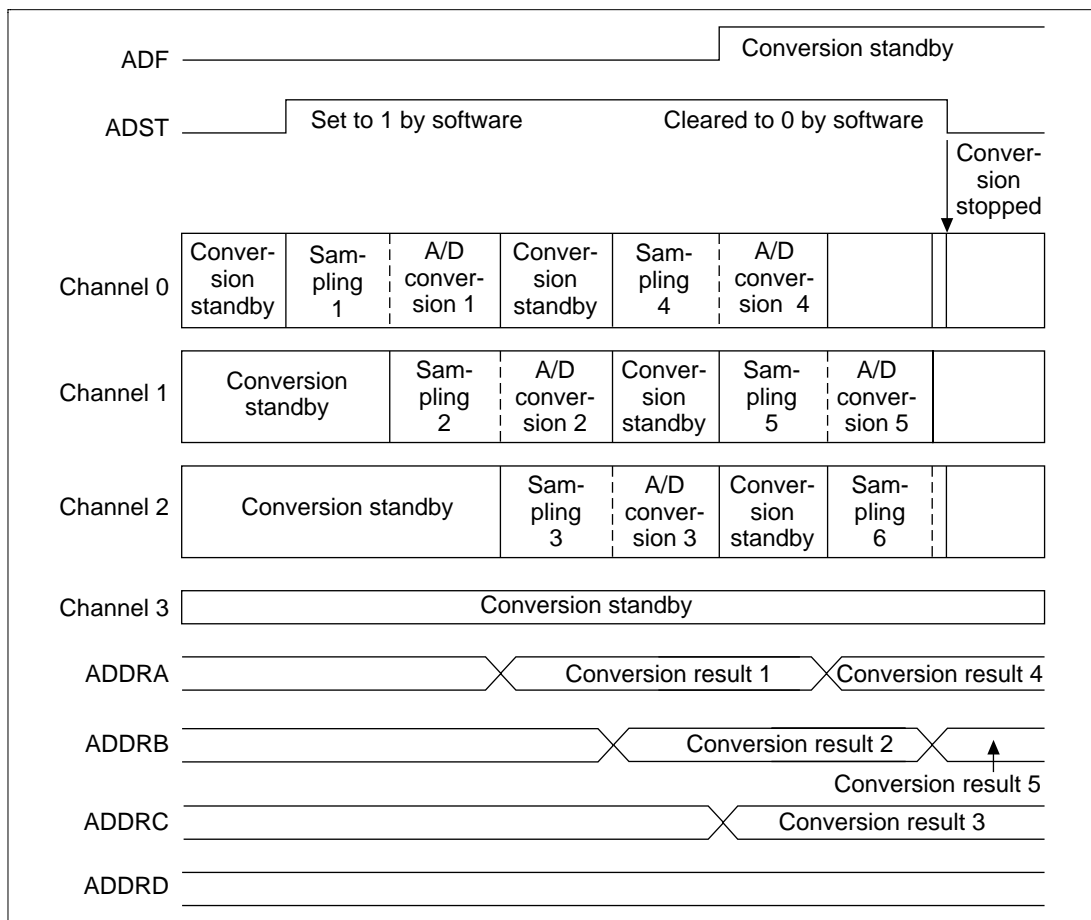 ADF
Conversion standby
ADST
Set to 1 by software
Cleared to 0 by software
Conver-
sion
stopped
Channel 0
Conver-
sion
standby
Sam-
pling
1
A/D
conver-
sion 1
Conver-
sion
standby
Sam-
pling
4
A/D
conver-
sion 4
Channel 1
Conversion
standby
Sam-
pling
2
A/D
conver-
sion 2
Conver-
sion
standby
Sam-
pling
5
A/D
conver-
sion 5
Channel 2
Conversion standby
Sam-
pling
3
A/D
conver-
sion 3
Conver-
sion
standby
Sam-
pling
6
Channel 3
Conversion standby
ADDRA
Conversion result 1
Conversion result 4
ADDRB
Conversion result 2
Conversion result 5
ADDRC
Conversion result 3
ADDRD